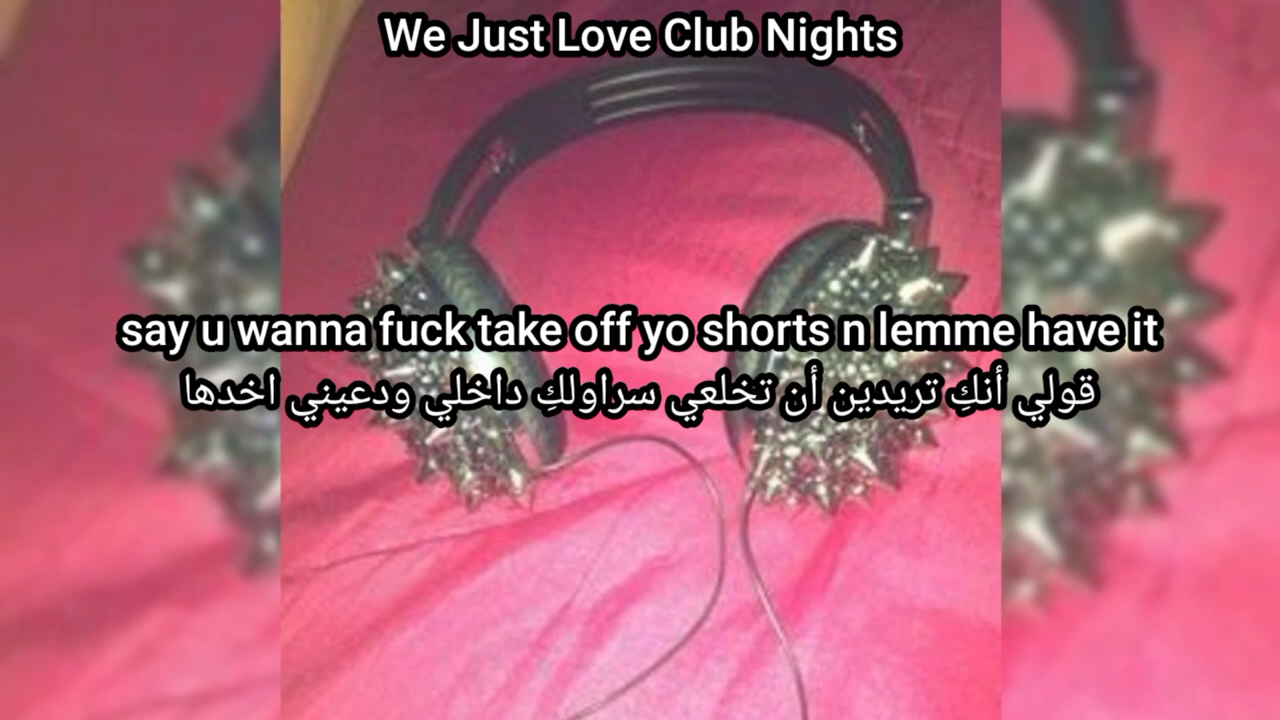 We Just Love Club Nights
say u wanna fuck take off yo shorts n lemme have it
قولي أنكِ تريدين أن تخلعي سراولكِ داخلي ودعيني اخدها